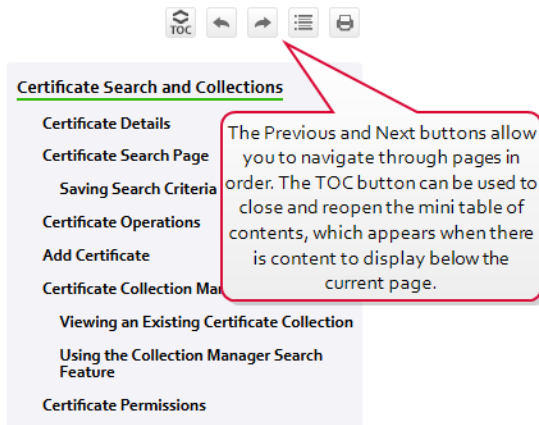 TOC
Certificate Search and Collections
Certificate Details
Certificate Search Page
Saving Search Criteria
Certificate Operations
Add Certificate
Certificate Collection Ma
Viewing an Existing Certificate Collection
Using the Collection Manager Search
Feature
Certificate Permissions
The Previous and Next buttons allow
you to navigate through pages in
order. The TOC button can be used to
close and reopen the mini table of
contents, which appears when there
is content to display below the
current page.